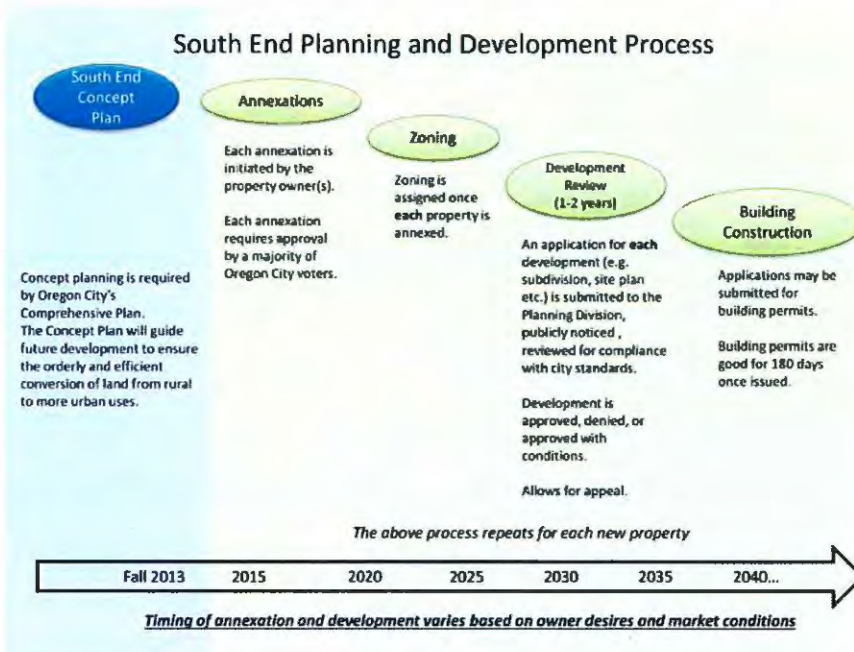 South End Planning and Development Process
South End
Concept
Plan
Concept planning is required
by Oregon City's
Comprehensive Plan.
The Concept Plan will guide
future development to ensure
the orderly and efficient
conversion of land from rural
to more urban uses.
Annexations
Each annexation is
initiated by the
property owner(s).
Each annexation
requires approval
by a majority of
Oregon City voters.
Zoning
Zoning is
assigned once
each property is
annexed.
Development
Review
(1-2 years)
An application for each
development (e.g.
subdivision, site plan
etc.) is submitted to the
Planning Division,
publicly noticed ,
reviewed for compliance
with city standards.
Development is
approved, denied, or
approved with
conditions.
Allows for appeal.
Building
Construction
Applications may be
submitted for
building permits.
Building permits are
good for 180 days
once issued.
The above process repeats for each new property
Fall 2013 2015 2020 2025 2030 2035 2040...
Timing of annexation and development varies based on owner desires and market conditions